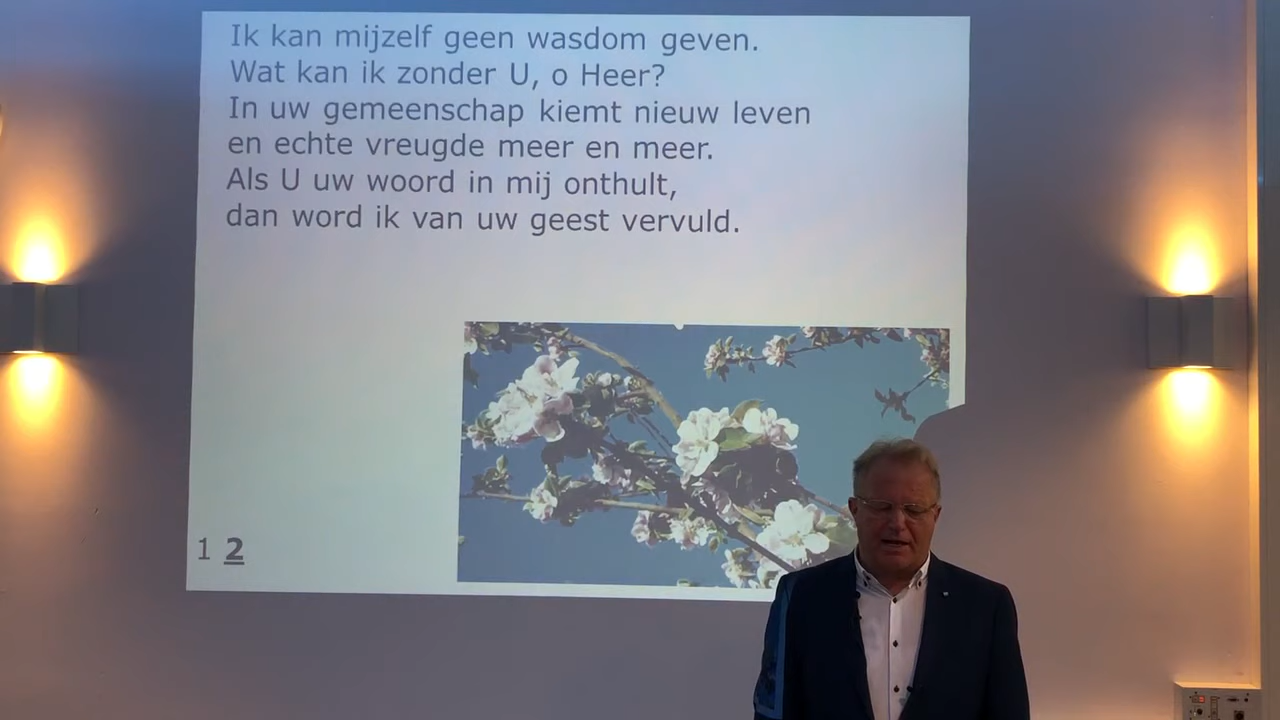 Ik kan mijzelf geen wasdom geven.
Wat kan ik zonder U, o Heer?
In uw gemeenschap kiemt nieuw leven
en echte vreugde meer en meer.
Als U uw woord in mij onthult,
dan word ik van uw geest vervuld.
1 2